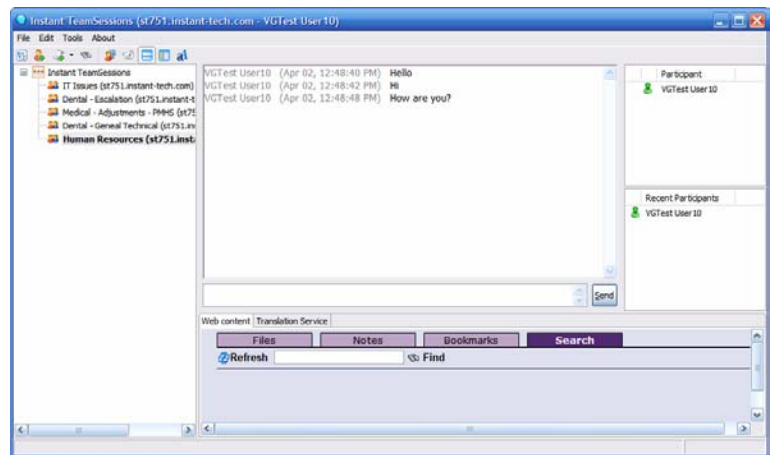 Instant TeamSessions (st751.instant-tech.com - VGTest User10)
File Edit Tools About
aI
Instant TeamSessions
IT Issues (st751.instant-tech.com)
Dental - Escalation (st751.instant-t
Medical - Adjustments - PMHS (st75
Dental - Geneal Technical (st751.ins
Human Resources (st751.insta
VGTest User10 (Apr 02, 12:48:40 PM) Hello
VGTest User10 (Apr 02, 12:48:42 PM) Hi
VGTest User10 (Apr 02, 12:48:48 PM) How are you?
Send
Participant
VGTest User10
Recent Participants
VGTest User10
Web content Translation Service
Files Notes Bookmarks Search
Refresh Find